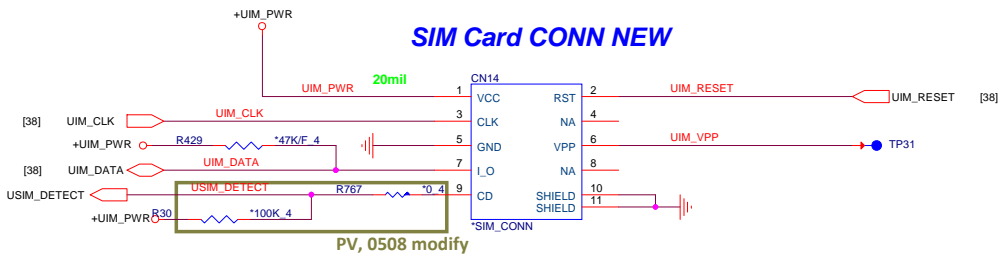 +UIM_PWR
SIM Card CONN NEW
20mil
CN14
UIM_PWR 1 VCC RST 2 UIM_RESET UIM_RESET [38]
[38] UIM_CLK UIM_CLK 3 CLK NA 4
+UIM_PWR R429 *47K/F_4 5 GND VPP 6 UIM_VPP TP31
[38] UIM_DATA UIM_DATA 7 I_O NA 8
USIM_DETECT USIM_DETECT R767 *0_4 9 CD SHIELD 10
SHIELD 11
+UIM_PWR R30 *100K_4
*SIM_CONN
PV, 0508 modify